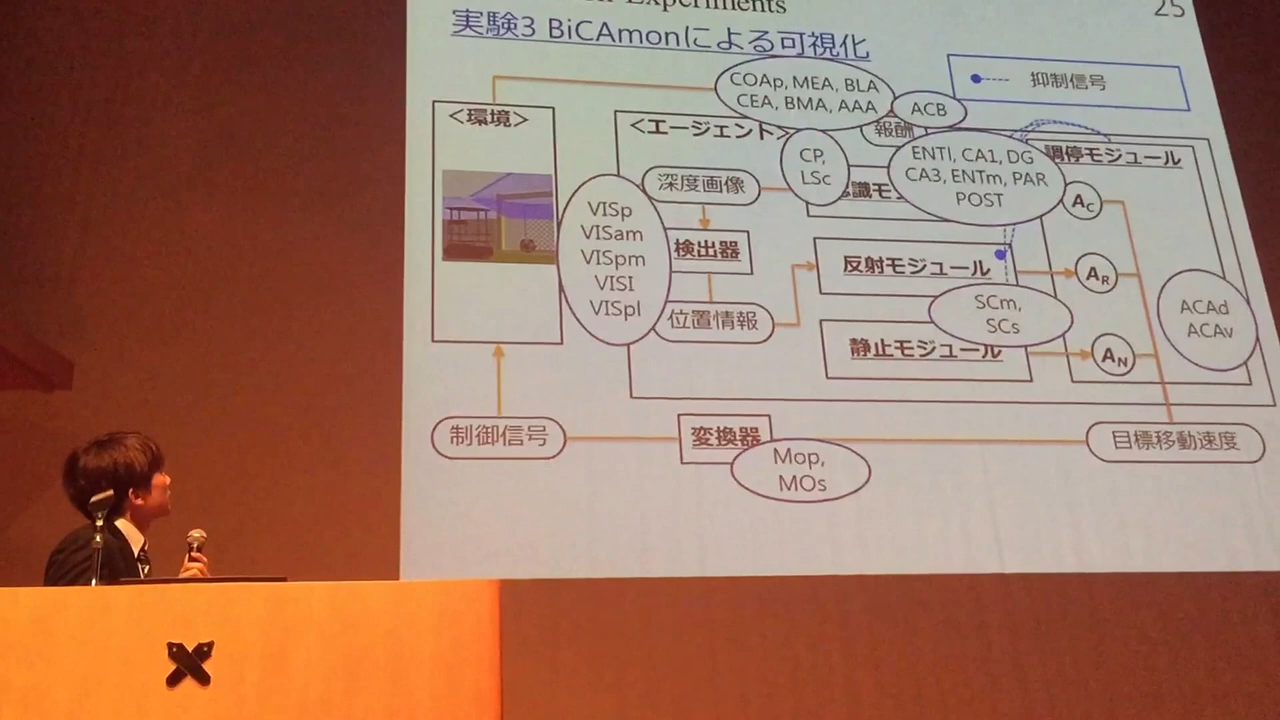 Experiments
25
実験3 BiCAmonによる可視化
抑制信号
COAp, MEA, BLA
CEA, BMA, AAA
ACB
<環境>
<エージェント>
報酬
CP,
LSc
ENTl, CA1, DG
CA3, ENTm, PAR
POST
調停モジュール
深度画像
VISp
VISam
VISpm
VISl
VISpl
検出器
位置情報
反射モジュール
SCm,
SCs
静止モジュール
AC
AR
AN
ACAd
ACAv
制御信号
変換器
Mop,
MOs
目標移動速度